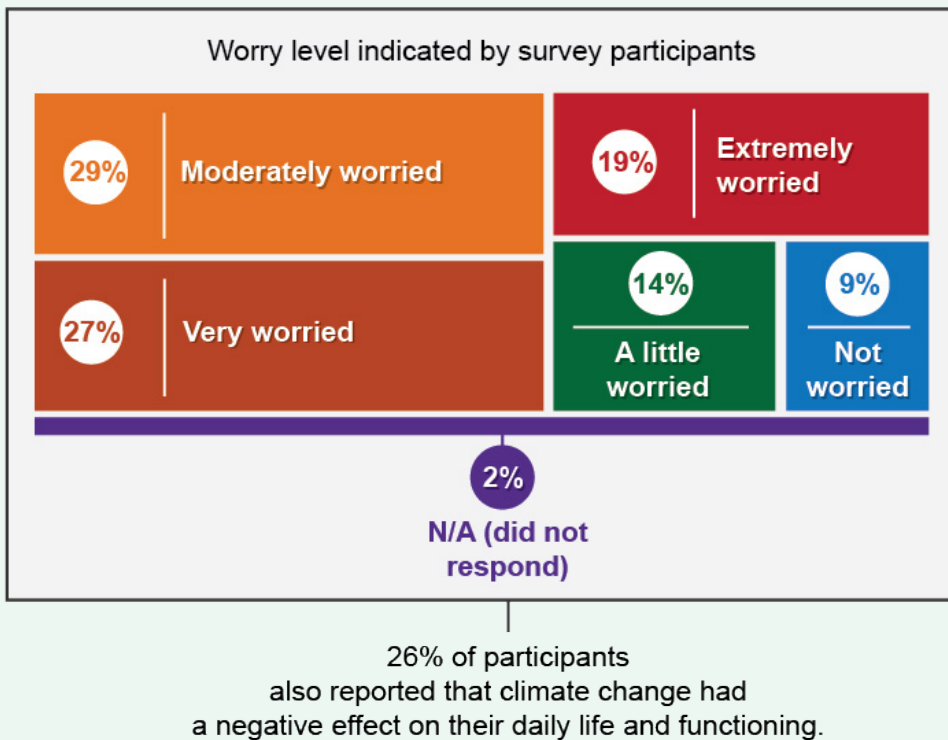 Worry level indicated by survey participants
29%
Moderately worried
19%
Extremely
worried
27%
Very worried
14%
A little
worried
9%
Not
worried
2%
N/A (did not
respond)
26% of participants
also reported that climate change had
a negative effect on their daily life and functioning.